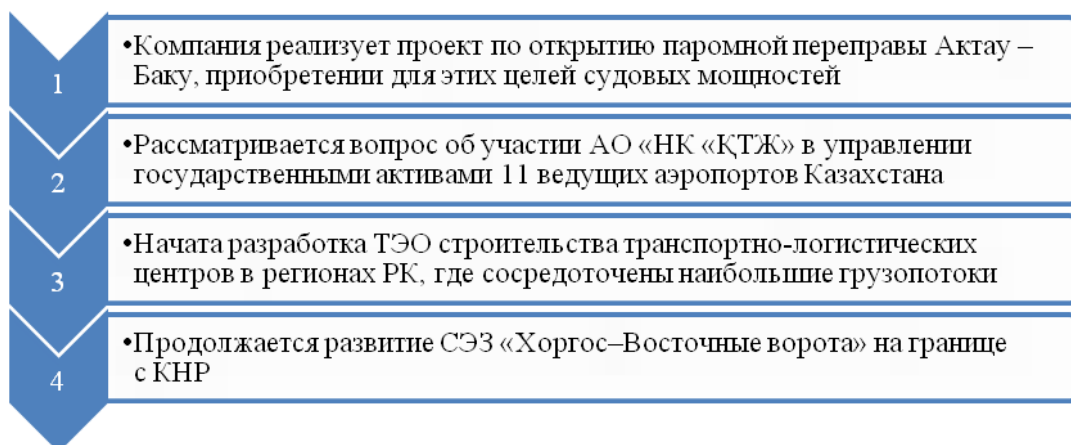 1
•Компания реализует проект по открытию паромной переправы Актау –
Баку, приобретении для этих целей судовых мощностей
2
•Рассматривается вопрос об участии АО «НК «ҚТЖ» в управлении
государственными активами 11 ведущих аэропортов Казахстана
3
•Начата разработка ТЭО строительства транспортно-логистических
центров в регионах РК, где сосредоточены наибольшие грузопотоки
4
•Продолжается развитие СЭЗ «Хоргос–Восточные ворота» на границе
с КНР